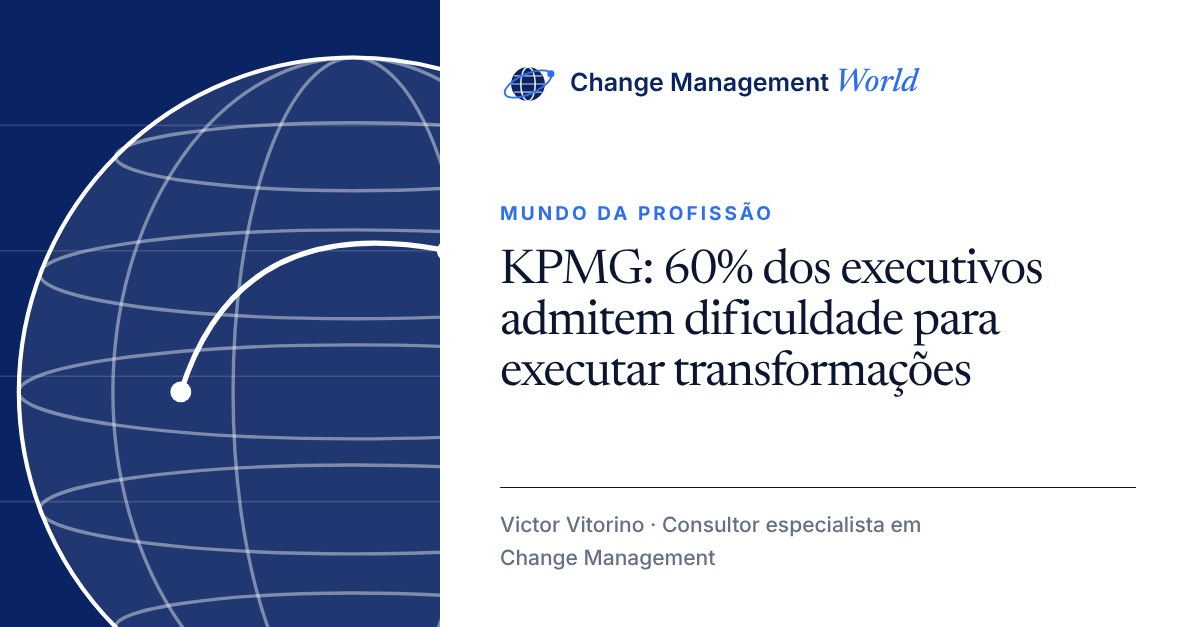 Change Management World
MUNDO DA PROFISSÃO
KPMG: 60% dos executivos
admitem dificuldade para
executar transformações
Victor Vitorino · Consultor especialista em
Change Management